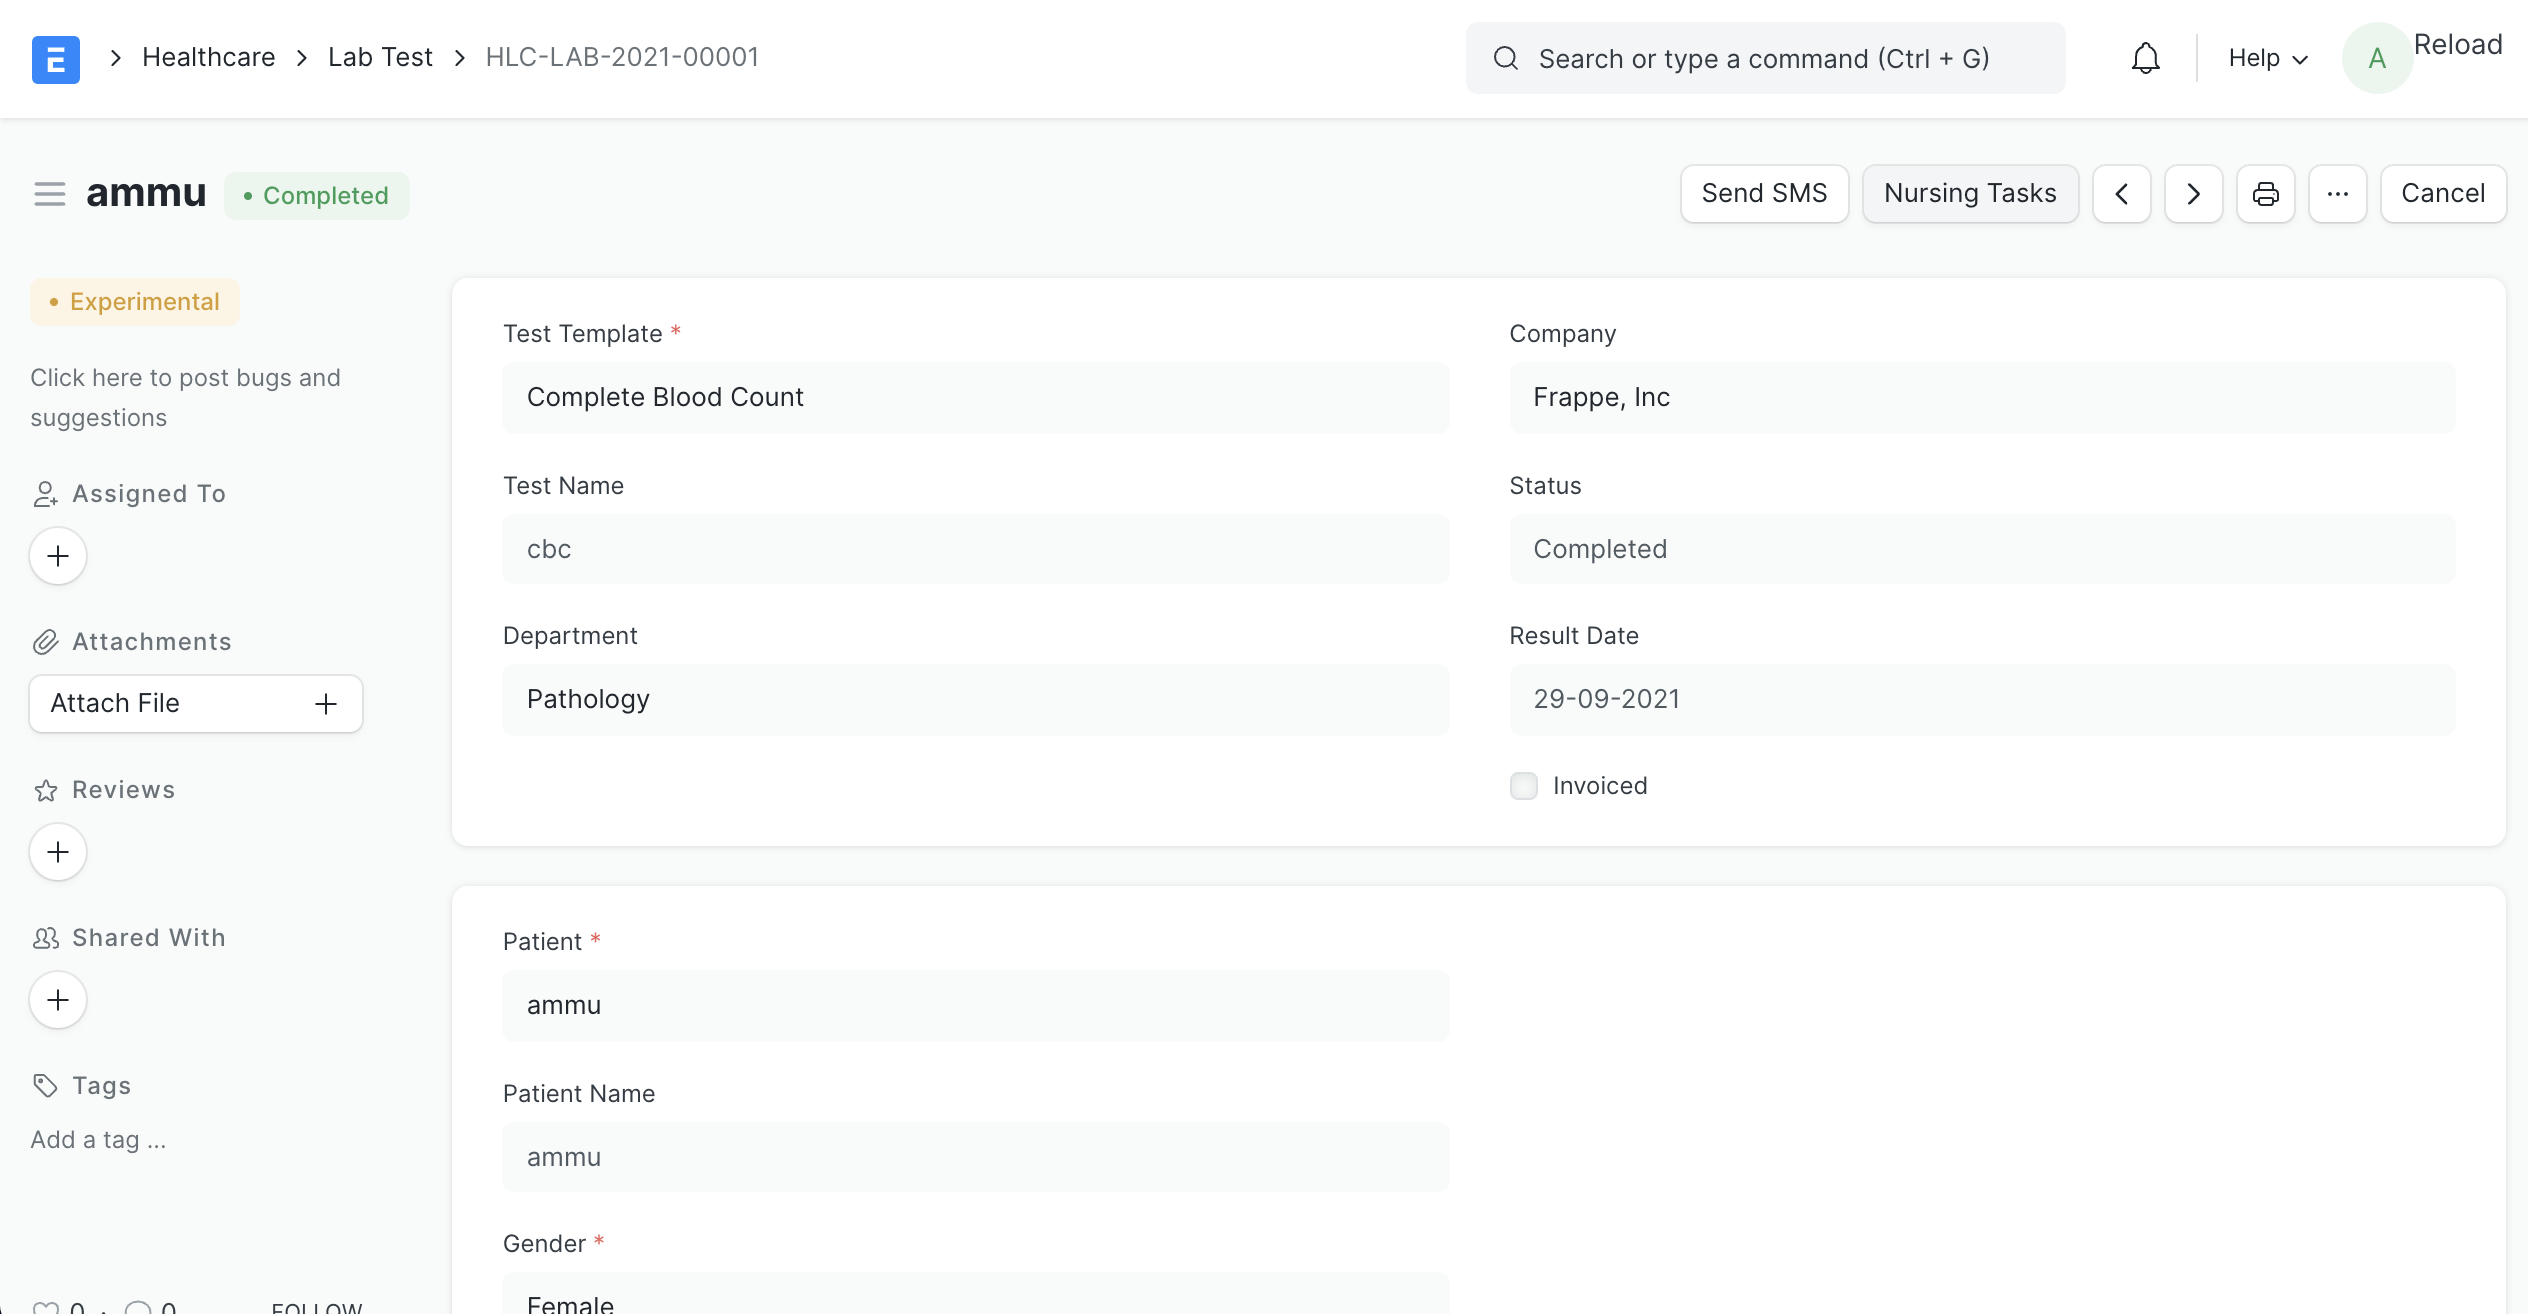 Healthcare > Lab Test > HLC-LAB-2021-00001
Search or type a command (Ctrl + G)
Help
A
Reload
ammu
• Completed
Send SMS
Nursing Tasks
Cancel
• Experimental
Click here to post bugs and
suggestions
Assigned To
Attachments
Attach File
Reviews
Shared With
Tags
Add a tag ...
0 · 0
FOLLOW
Test Template *
Complete Blood Count
Test Name
cbc
Department
Pathology
Company
Frappe, Inc
Status
Completed
Result Date
29-09-2021
Invoiced
Patient *
ammu
Patient Name
ammu
Gender *
Female